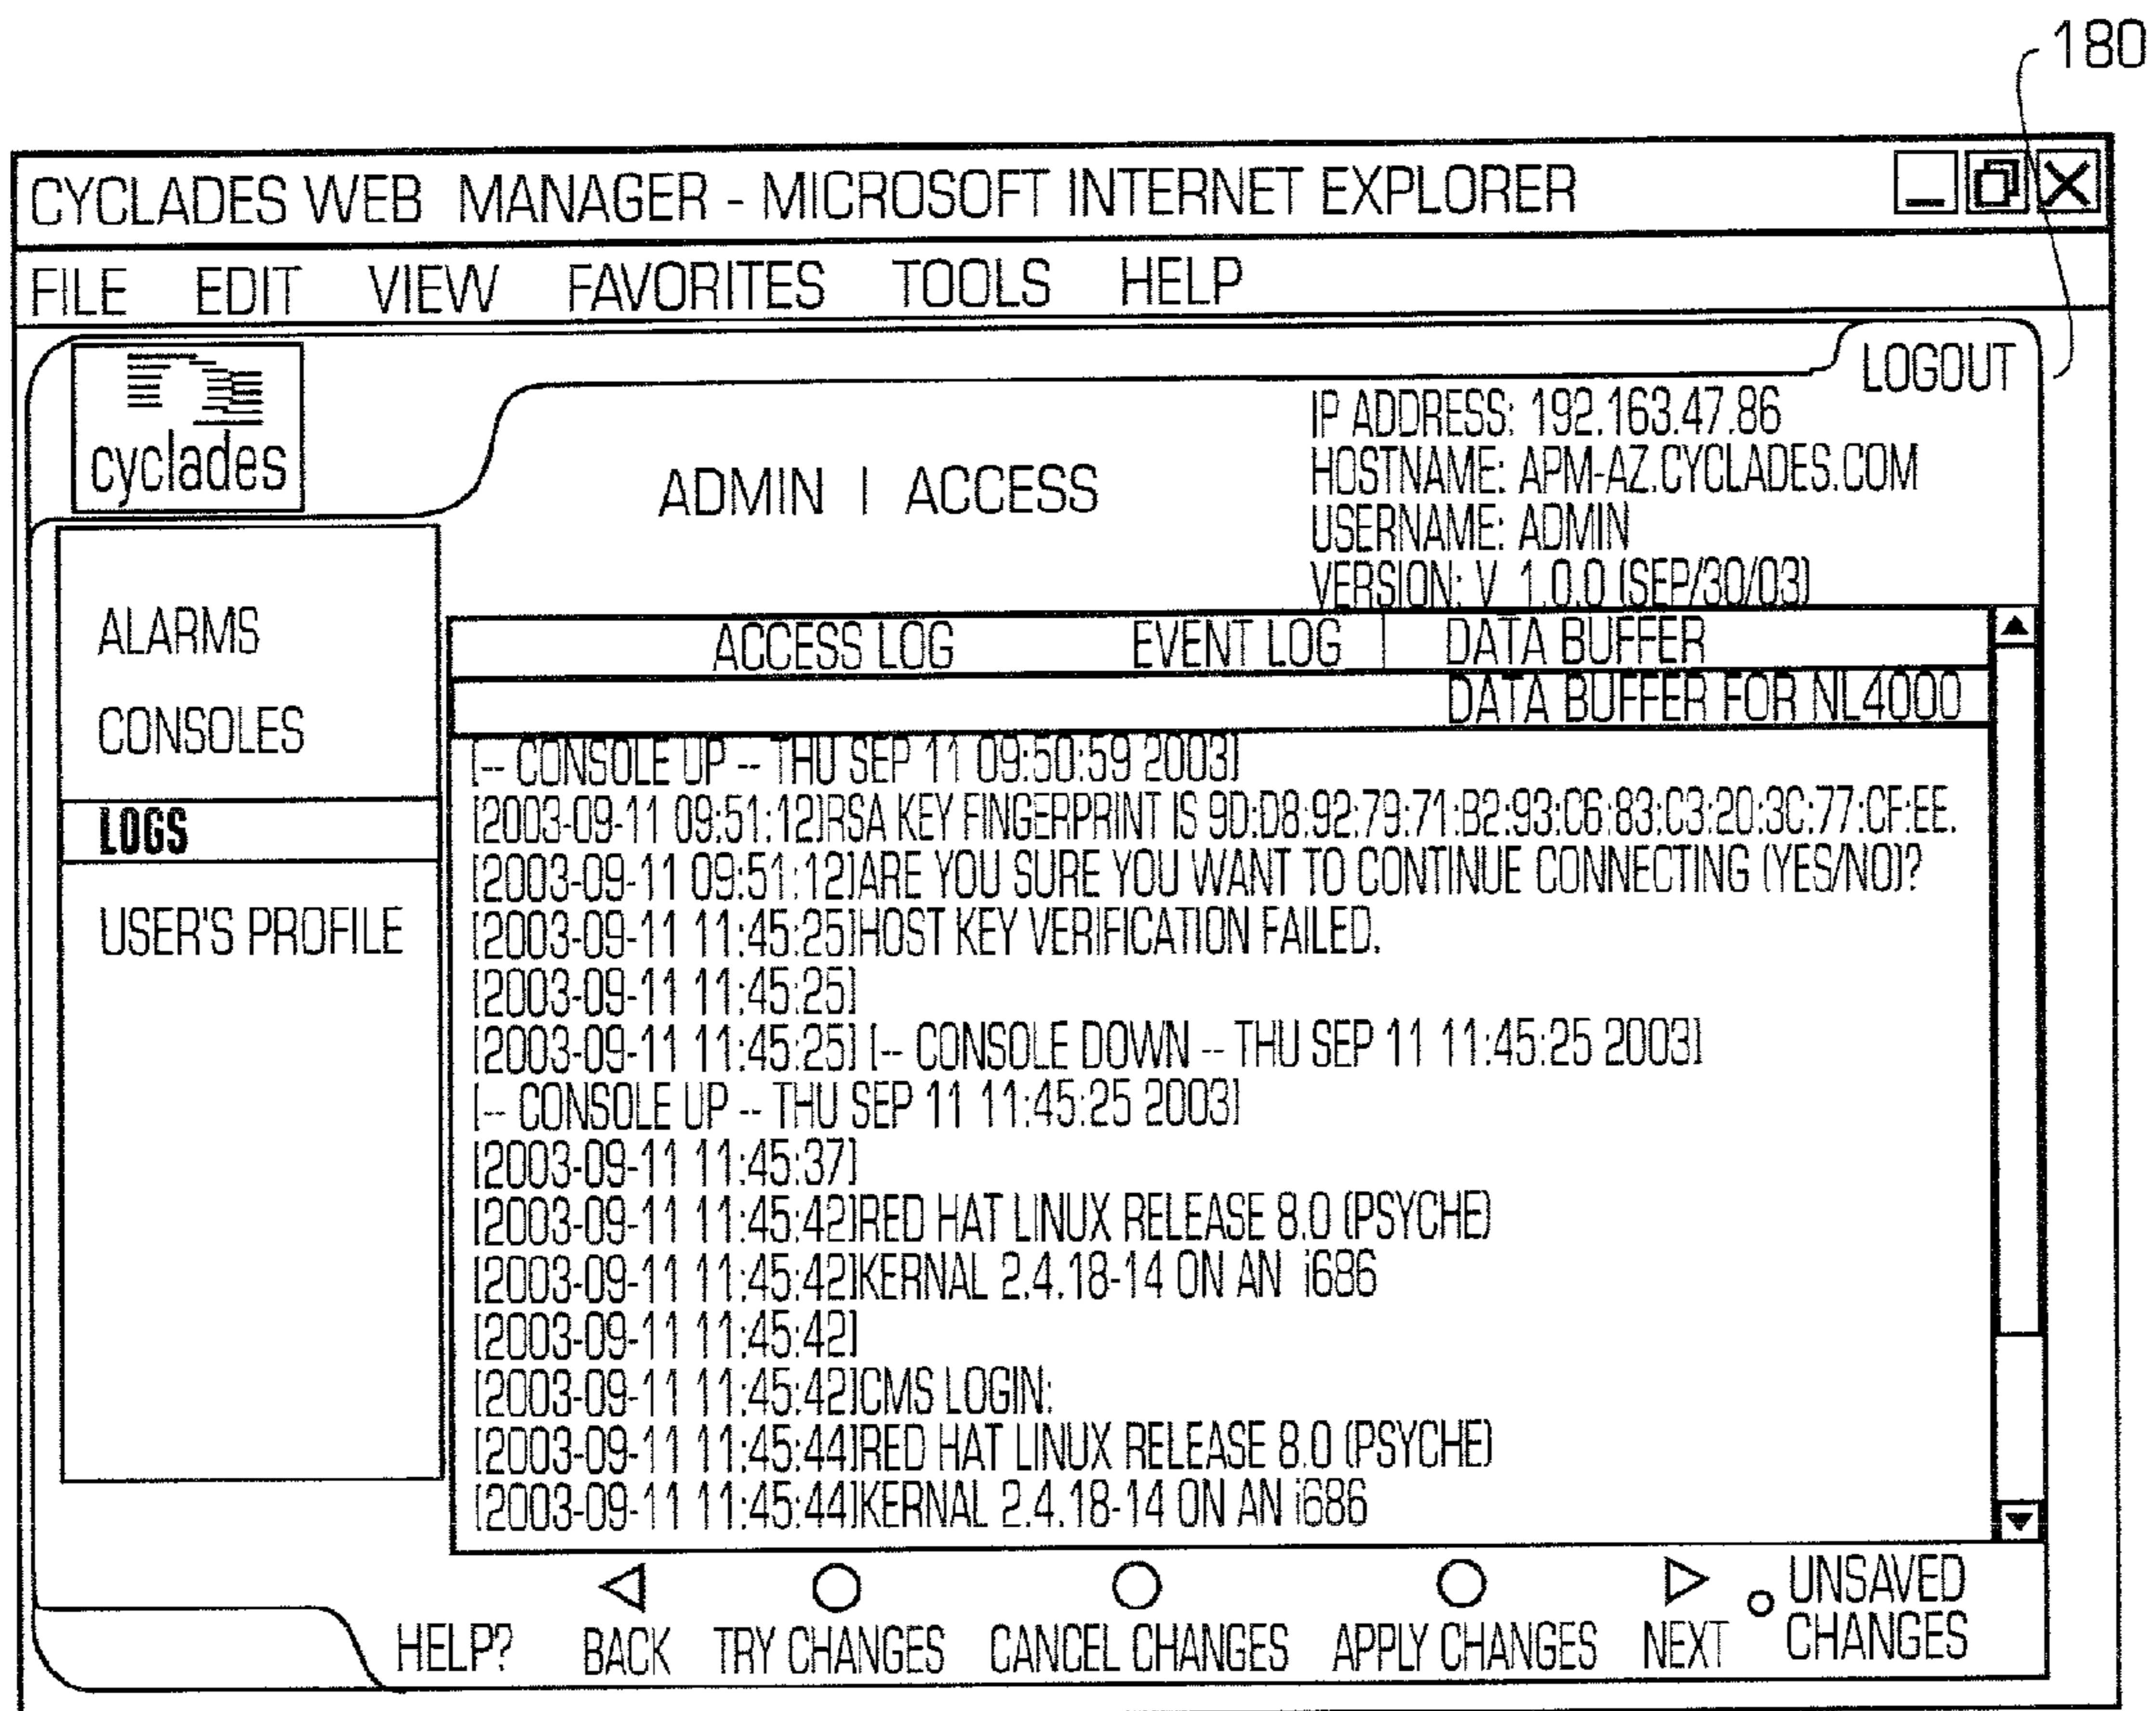 180
CYCLADES WEB MANAGER - MICROSOFT INTERNET EXPLORER
FILE EDIT VIEW FAVORITES TOOLS HELP
LOGOUT
cyclades
ADMIN | ACCESS
IP ADDRESS: 192.163.47.86
HOSTNAME: APM-AZ.CYCLADES.COM
USERNAME: ADMIN
VERSION: V 1.0.0 (SEP/30/03)
ALARMS
CONSOLES
LOGS
USER'S PROFILE
ACCESS LOG EVENT LOG | DATA BUFFER
DATA BUFFER FOR NL4000
[-- CONSOLE UP -- THU SEP 11 09:50:59 2003]
[2003-09-11 09:51:12]RSA KEY FINGERPRINT IS 9D:D8:92:79:71:B2:93:C6:83:C3:20:3C:77:CF:EE.
[2003-09-11 09:51:12]ARE YOU SURE YOU WANT TO CONTINUE CONNECTING (YES/NO)?
[2003-09-11 11:45:25]HOST KEY VERIFICATION FAILED.
[2003-09-11 11:45:25]
[2003-09-11 11:45:25] [-- CONSOLE DOWN -- THU SEP 11 11:45:25 2003]
[-- CONSOLE UP -- THU SEP 11 11:45:25 2003]
[2003-09-11 11:45:37]
[2003-09-11 11:45:42]RED HAT LINUX RELEASE 8.0 (PSYCHE)
[2003-09-11 11:45:42]KERNAL 2.4.18-14 ON AN i686
[2003-09-11 11:45:42]
[2003-09-11 11:45:42]CMS LOGIN:
[2003-09-11 11:45:44]RED HAT LINUX RELEASE 8.0 (PSYCHE)
[2003-09-11 11:45:44]KERNAL 2.4.18-14 ON AN i686
HELP? BACK TRY CHANGES CANCEL CHANGES APPLY CHANGES NEXT
UNSAVED
CHANGES